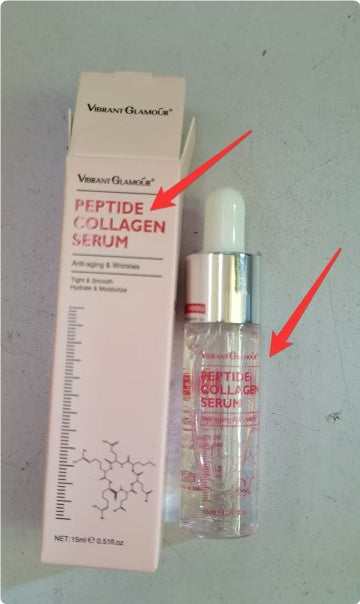 VIBRANT GLAMOUR®
VIBRANT GLAMOUR®
PEPTIDE
COLLAGEN
SERUM
Anti-aging & Wrinkles
Tight & Smooth
Hydrate & Moisturize
NET: 15ml ℮ 0.51fl.oz
VIBRANT GLAMOUR®
PEPTIDE
COLLAGEN
SERUM